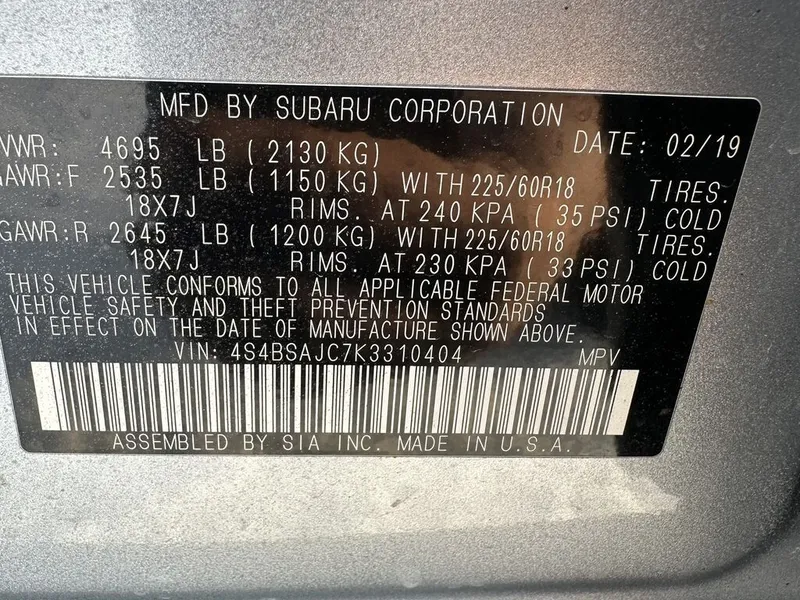 MFD BY SUBARU CORPORATION
DATE: 02/19
VWR: 4695 LB ( 2130 KG)
AWR:F 2535 LB ( 1150 KG) WITH 225/60R18 TIRES.
18X7J RIMS. AT 240 KPA ( 35 PSI) COLD
GAWR:R 2645 LB ( 1200 KG) WITH 225/60R18 TIRES.
18X7J RIMS. AT 230 KPA ( 33 PSI) COLD
THIS VEHICLE CONFORMS TO ALL APPLICABLE FEDERAL MOTOR
VEHICLE SAFETY AND THEFT PREVENTION STANDARDS
IN EFFECT ON THE DATE OF MANUFACTURE SHOWN ABOVE.
VIN: 4S4BSAJC7K3310404 MPV
ASSEMBLED BY SIA INC. MADE IN U.S.A.